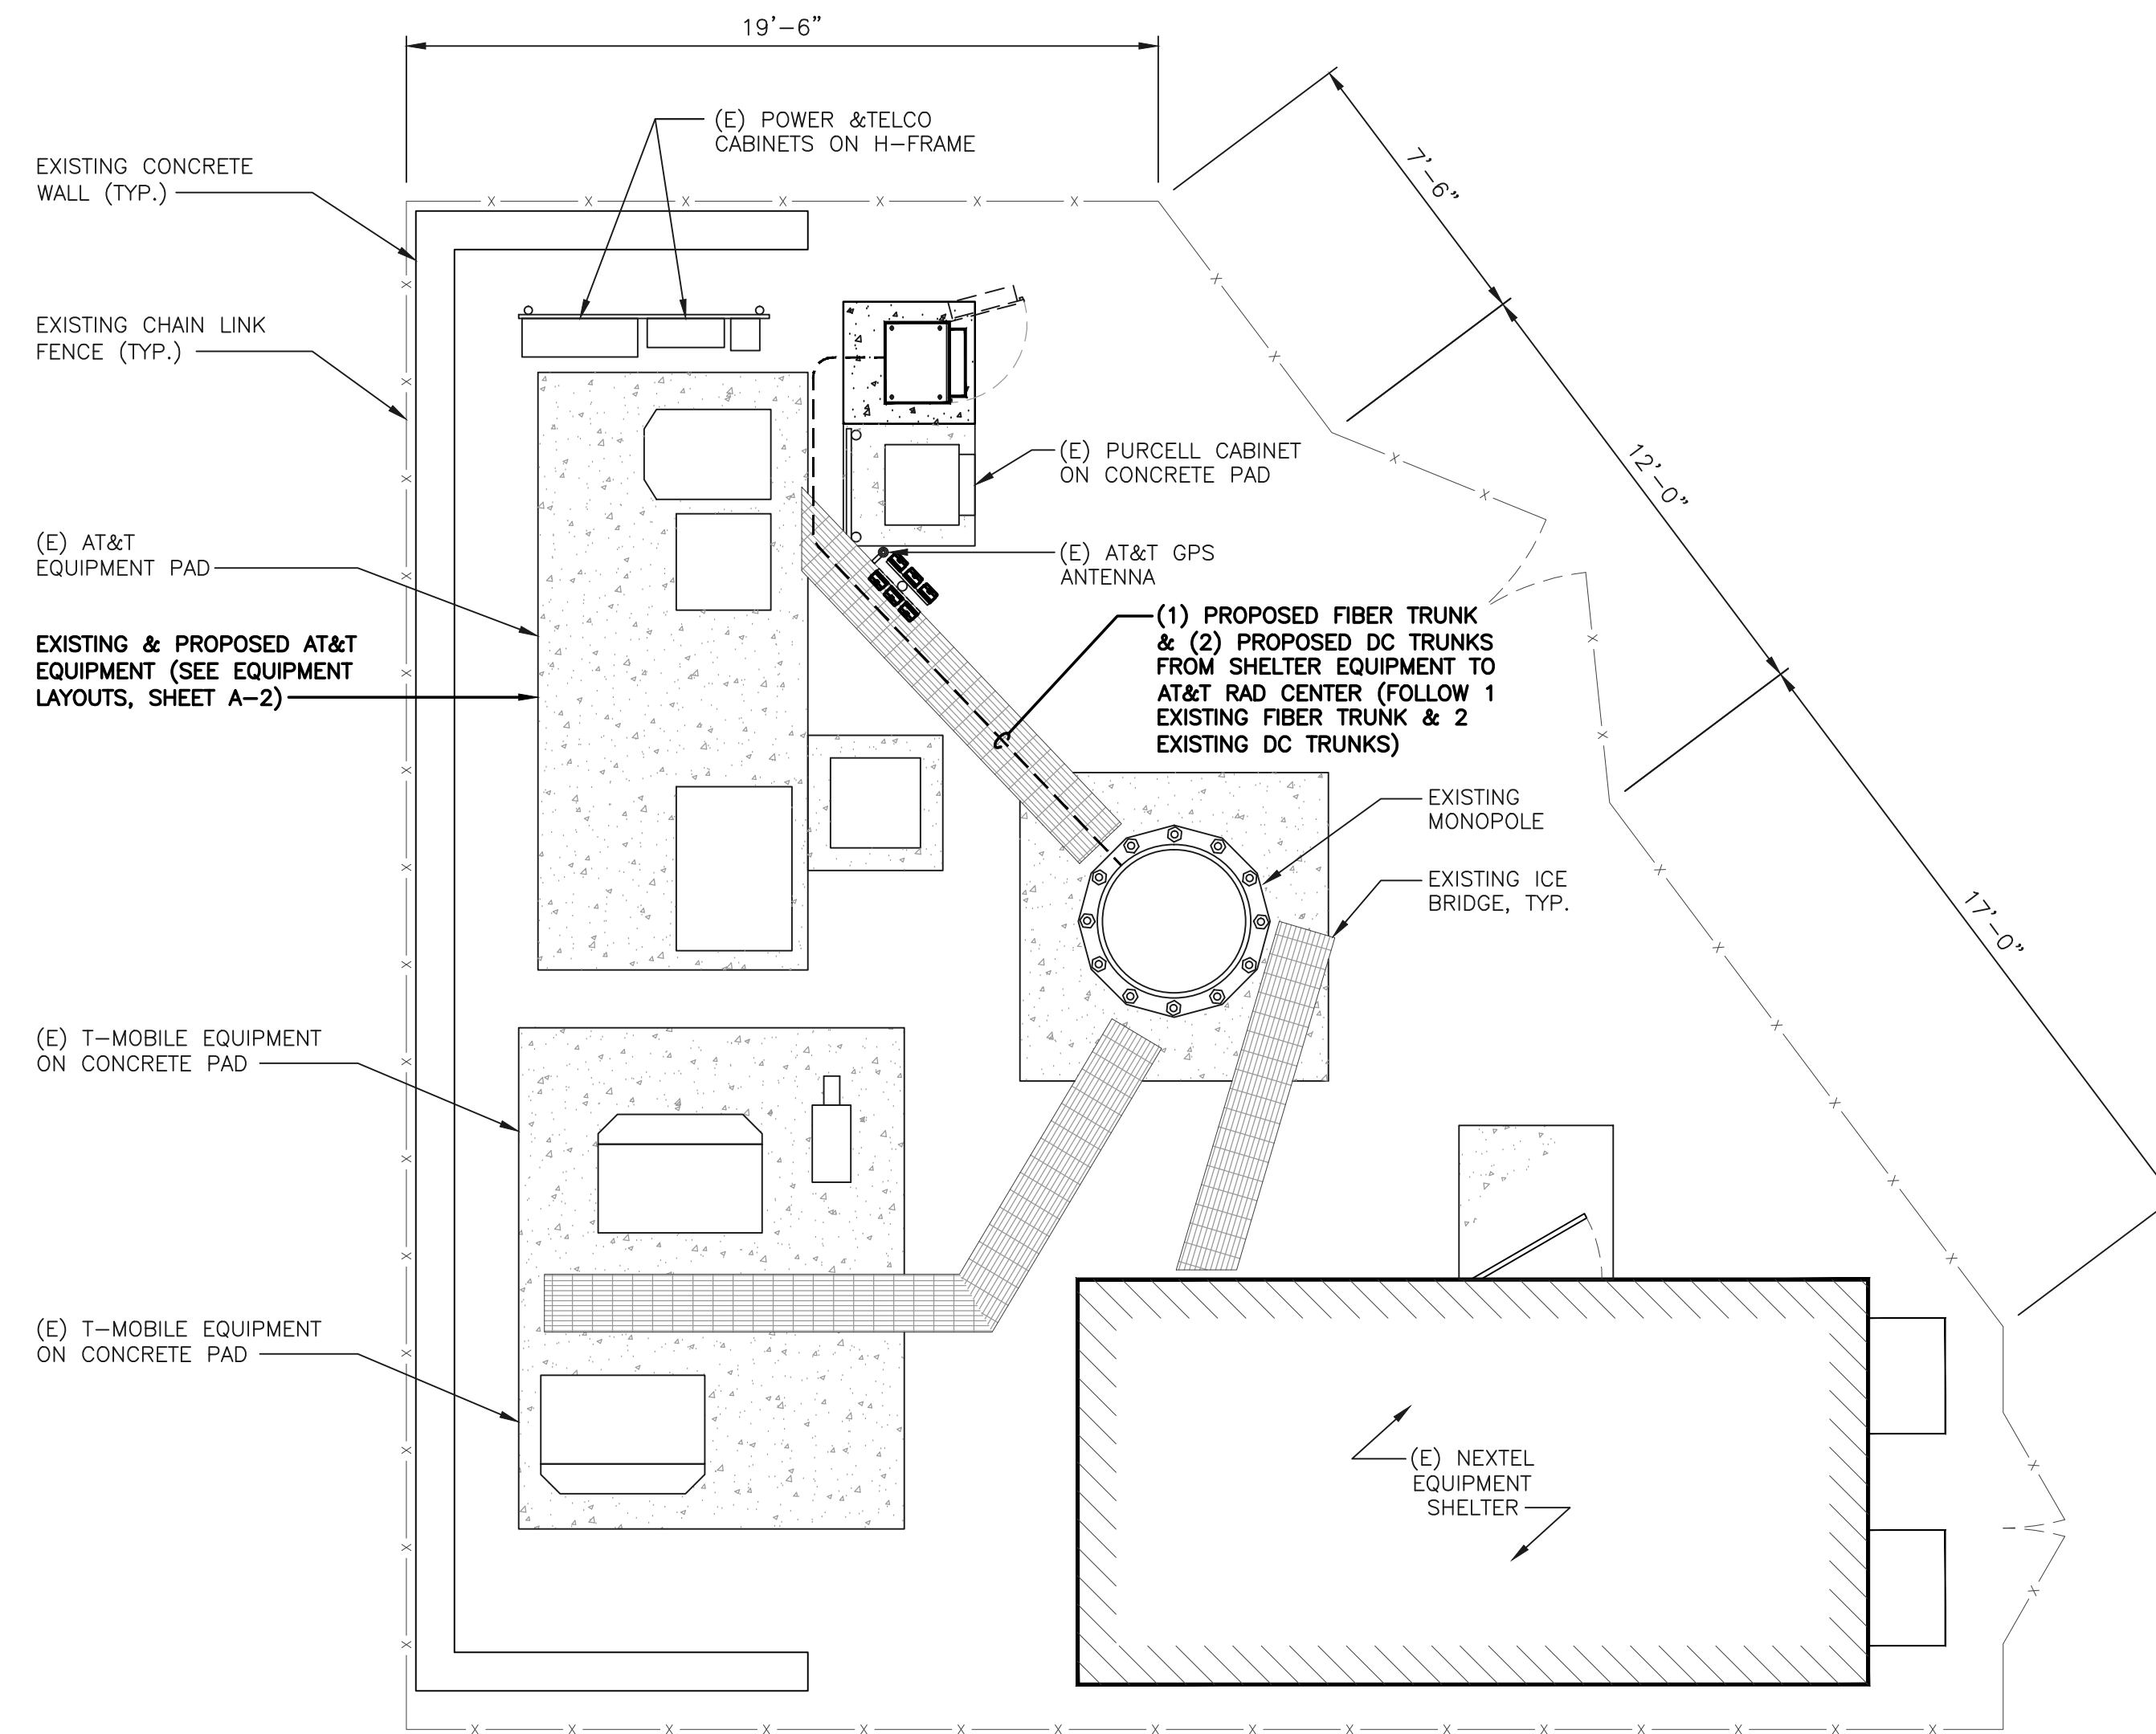 19'-6"
(E) POWER &TELCO
CABINETS ON H-FRAME
EXISTING CONCRETE
WALL (TYP.)
7'-6"
EXISTING CHAIN LINK
FENCE (TYP.)
(E) PURCELL CABINET
ON CONCRETE PAD
12'-0"
(E) AT&T
EQUIPMENT PAD
(E) AT&T GPS
ANTENNA
EXISTING & PROPOSED AT&T
EQUIPMENT (SEE EQUIPMENT
LAYOUTS, SHEET A-2)
(1) PROPOSED FIBER TRUNK
& (2) PROPOSED DC TRUNKS
FROM SHELTER EQUIPMENT TO
AT&T RAD CENTER (FOLLOW 1
EXISTING FIBER TRUNK & 2
EXISTING DC TRUNKS)
EXISTING
MONOPOLE
EXISTING ICE
BRIDGE, TYP.
17'-0"
(E) T-MOBILE EQUIPMENT
ON CONCRETE PAD
(E) T-MOBILE EQUIPMENT
ON CONCRETE PAD
(E) NEXTEL
EQUIPMENT
SHELTER